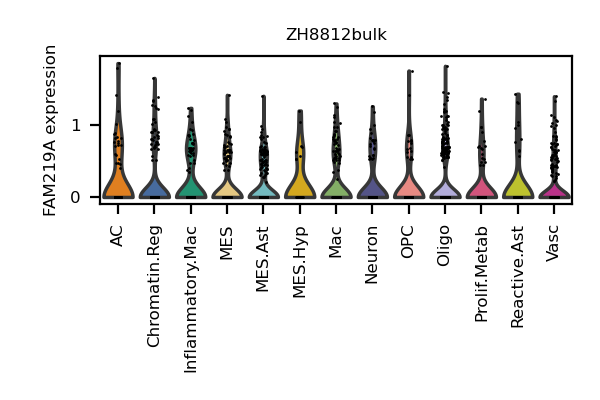 ZH8812bulk
FAM219A expression
1
0
AC
Chromatin.Reg
Inflammatory.Mac
MES
MES.Ast
MES.Hyp
Mac
Neuron
OPC
Oligo
Prolif.Metab
Reactive.Ast
Vasc